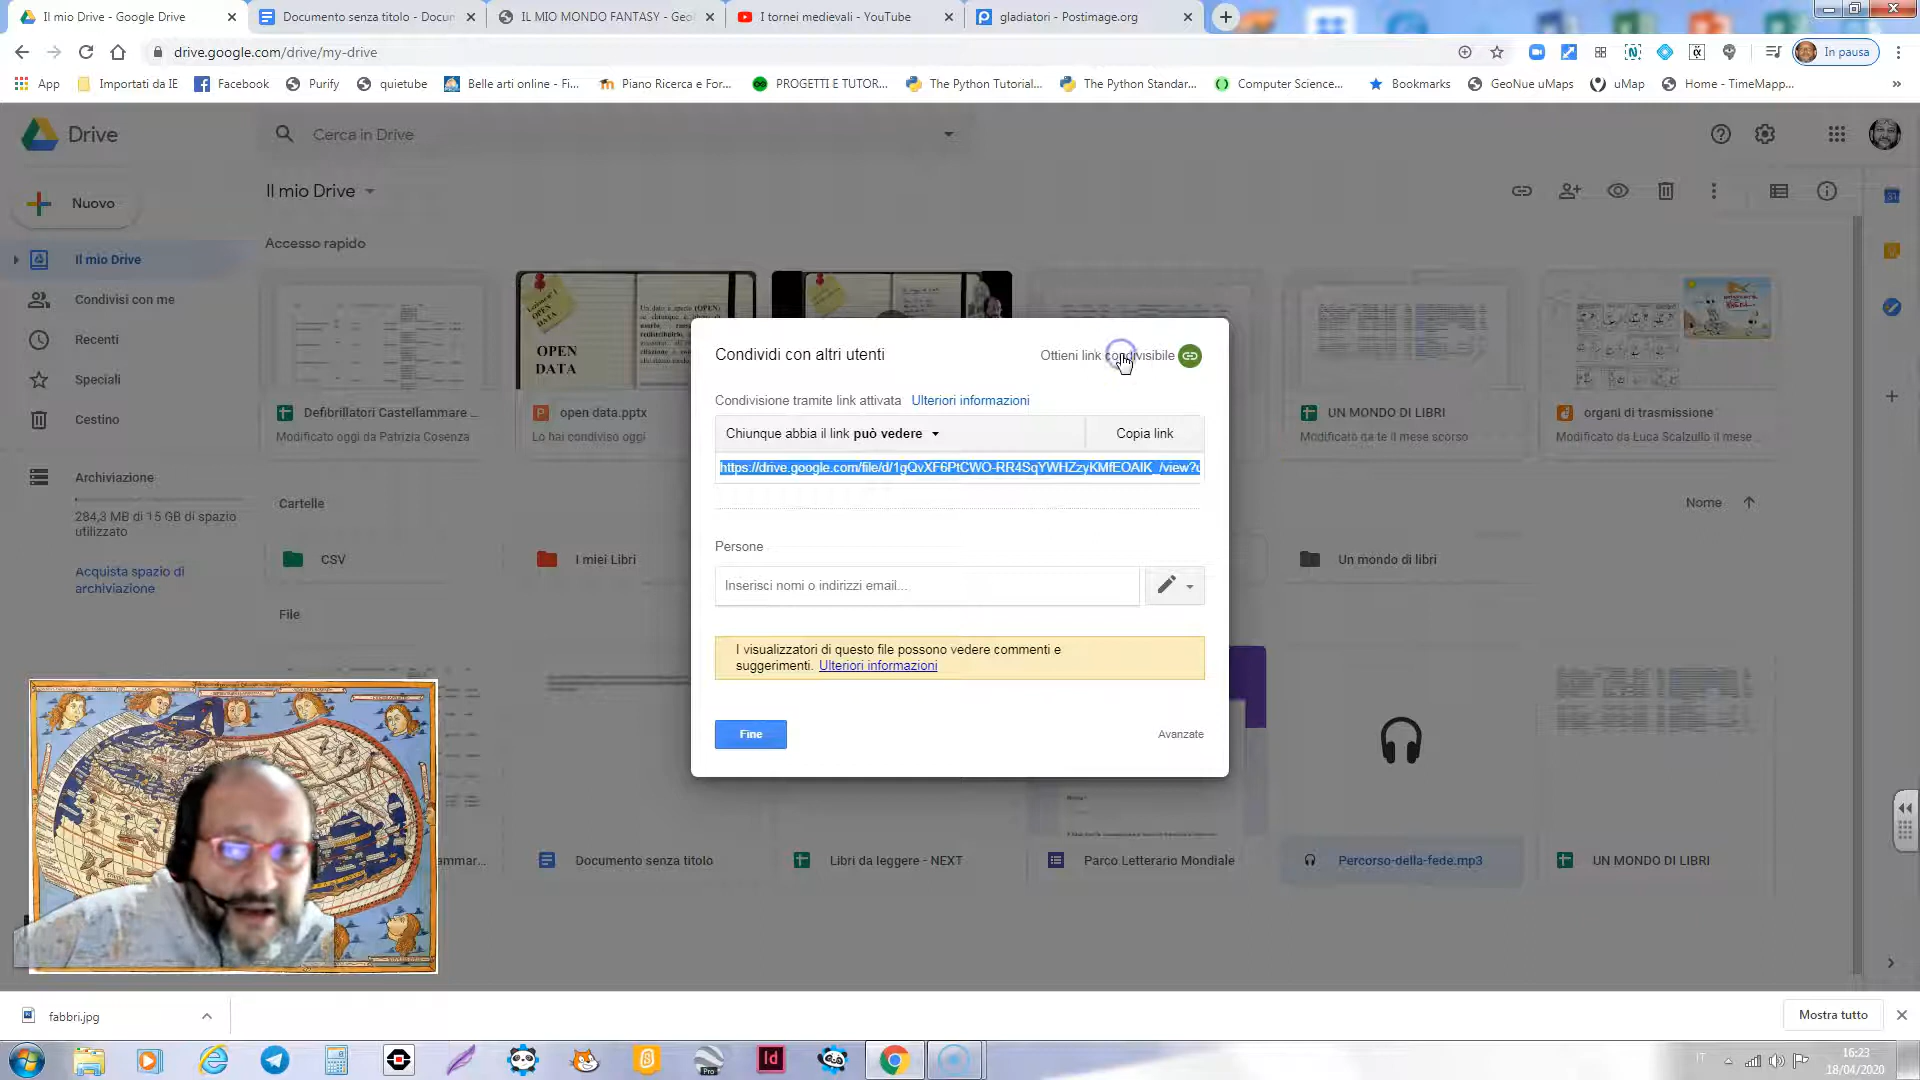 Il mio Drive - Google Drive
Documento senza titolo - Docum
IL MIO MONDO FANTASY - GeoN
I tornei medievali - YouTube
gladiatori - Postimage.org
drive.google.com/drive/my-drive
In pausa
App
Importati da IE
Facebook
Purify
quietube
Belle arti online - Fi...
Piano Ricerca e For...
PROGETTI E TUTOR...
The Python Tutorial...
The Python Standar...
Computer Science...
Bookmarks
GeoNue uMaps
uMap
Home - TimeMapp...
Drive
Cerca in Drive
Nuovo
Il mio Drive
Accesso rapido
Il mio Drive
Condivisi con me
Recenti
Speciali
Cestino
Archiviazione
284,3 MB di 15 GB di spazio
utilizzato
Acquista spazio di
archiviazione
OPEN
DATA
Defibrillatori Castellammare ...
Modificato oggi da Patrizia Cosenza
open data.pptx
Lo hai condiviso oggi
UN MONDO DI LIBRI
Modificato da te il mese scorso
organi di trasmissione
Modificato da Luca Scalzullo il mese ...
Cartelle
Nome
CSV
I miei Libri
Un mondo di libri
File
Condividi con altri utenti
Ottieni link condivisibile
Condivisione tramite link attivata Ulteriori informazioni
Chiunque abbia il link può vedere
Copia link
https://drive.google.com/file/d/1gQvXF6PtCWO-RR4SqYWHZzyKMfEOAlK_/view?u
Persone
Inserisci nomi o indirizzi email...
I visualizzatori di questo file possono vedere commenti e
suggerimenti. Ulteriori informazioni
Fine
Avanzate
ammar...
Documento senza titolo
Libri da leggere - NEXT
Parco Letterario Mondiale
Percorso-della-fede.mp3
UN MONDO DI LIBRI
fabbri.jpg
Mostra tutto
Pro
Id
IT
16:23
18/04/2020